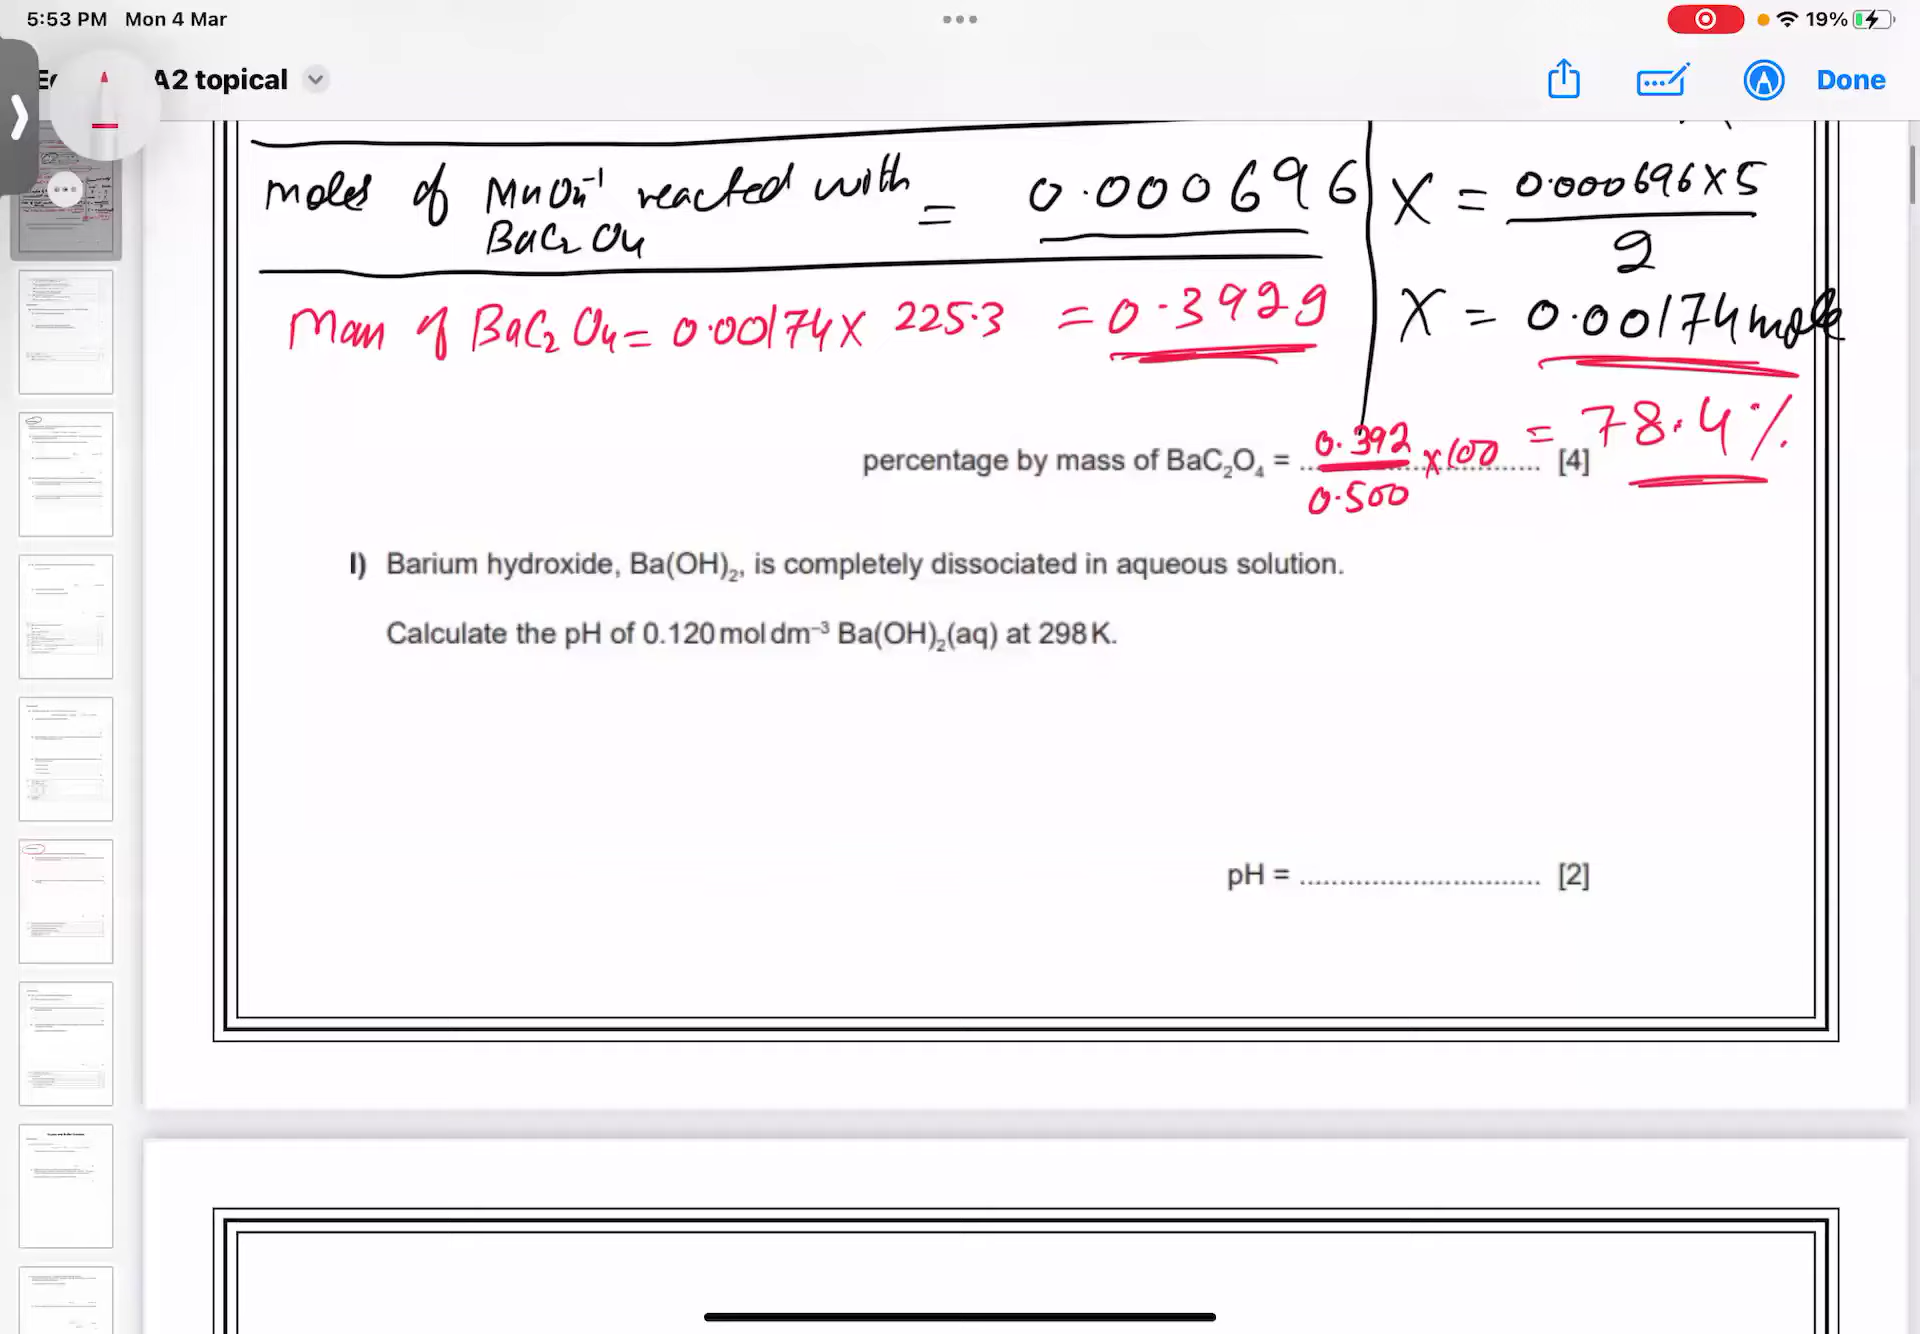 5:53 PM Mon 4 Mar
19%
A2 topical
Done
moles of MnO₄⁻¹ reacted with BaC₂O₄ = 0.000696
X = 0.000696 x 5 / 2
X = 0.00174 mole
Mass of BaC₂O₄ = 0.00174 x 225.3 = 0.392g
percentage by mass of BaC₂O₄ = 0.392 / 0.500 x 100 = 78.4 % [4]
I) Barium hydroxide, Ba(OH)₂, is completely dissociated in aqueous solution.
Calculate the pH of 0.120 mol dm⁻³ Ba(OH)₂(aq) at 298 K.
pH = .............................. [2]